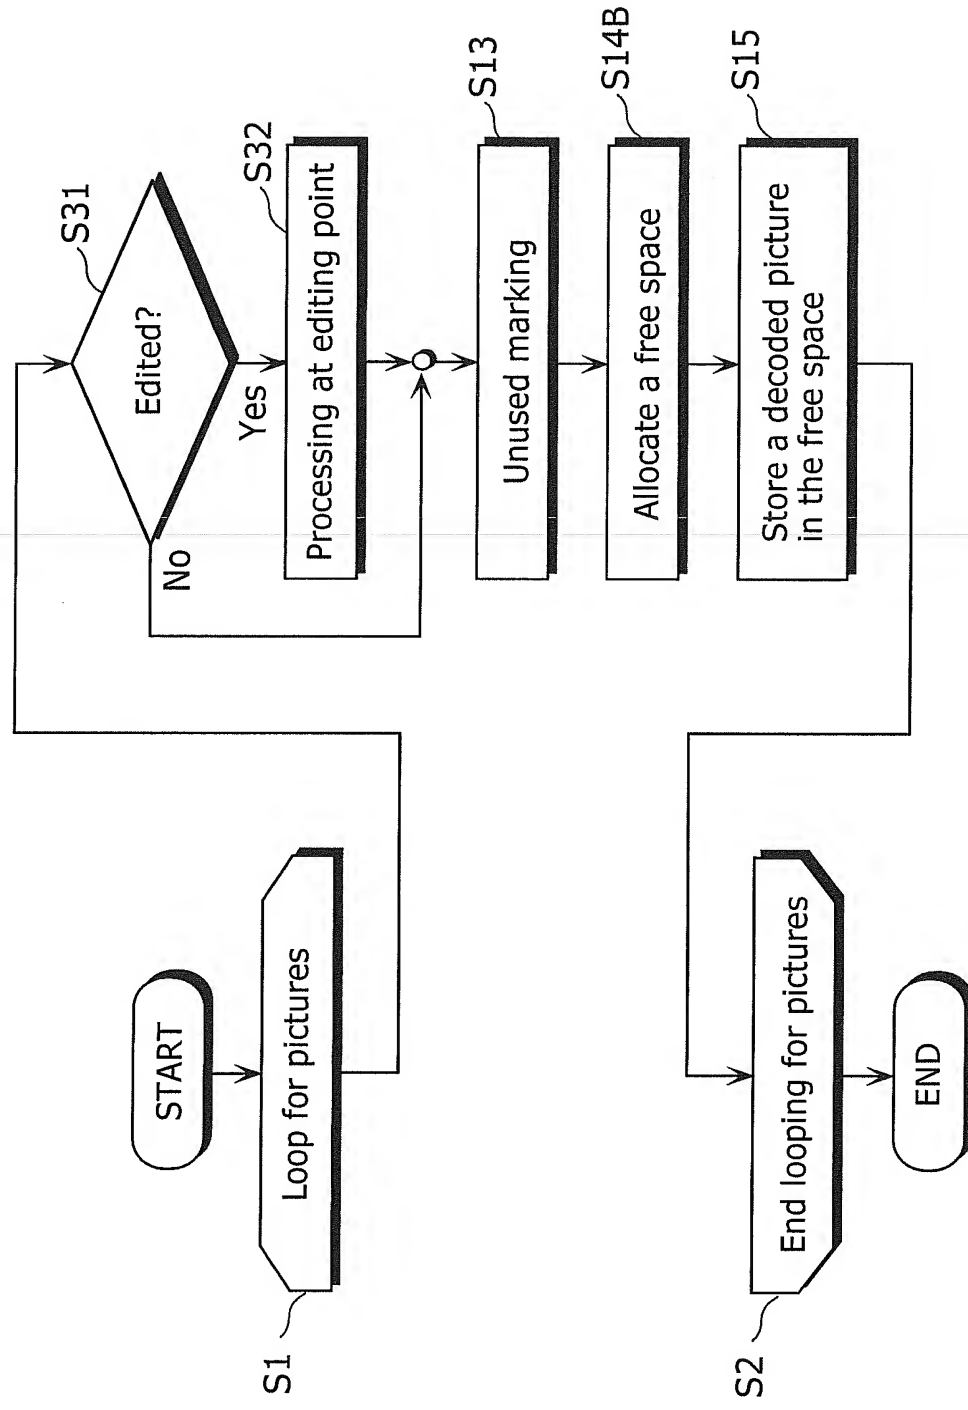 START
Loop for pictures
S1
Edited?
S31
Yes
No
Processing at editing point
S32
Unused marking
S13
Allocate a free space
S14B
Store a decoded picture
in the free space
S15
End looping for pictures
S2
END